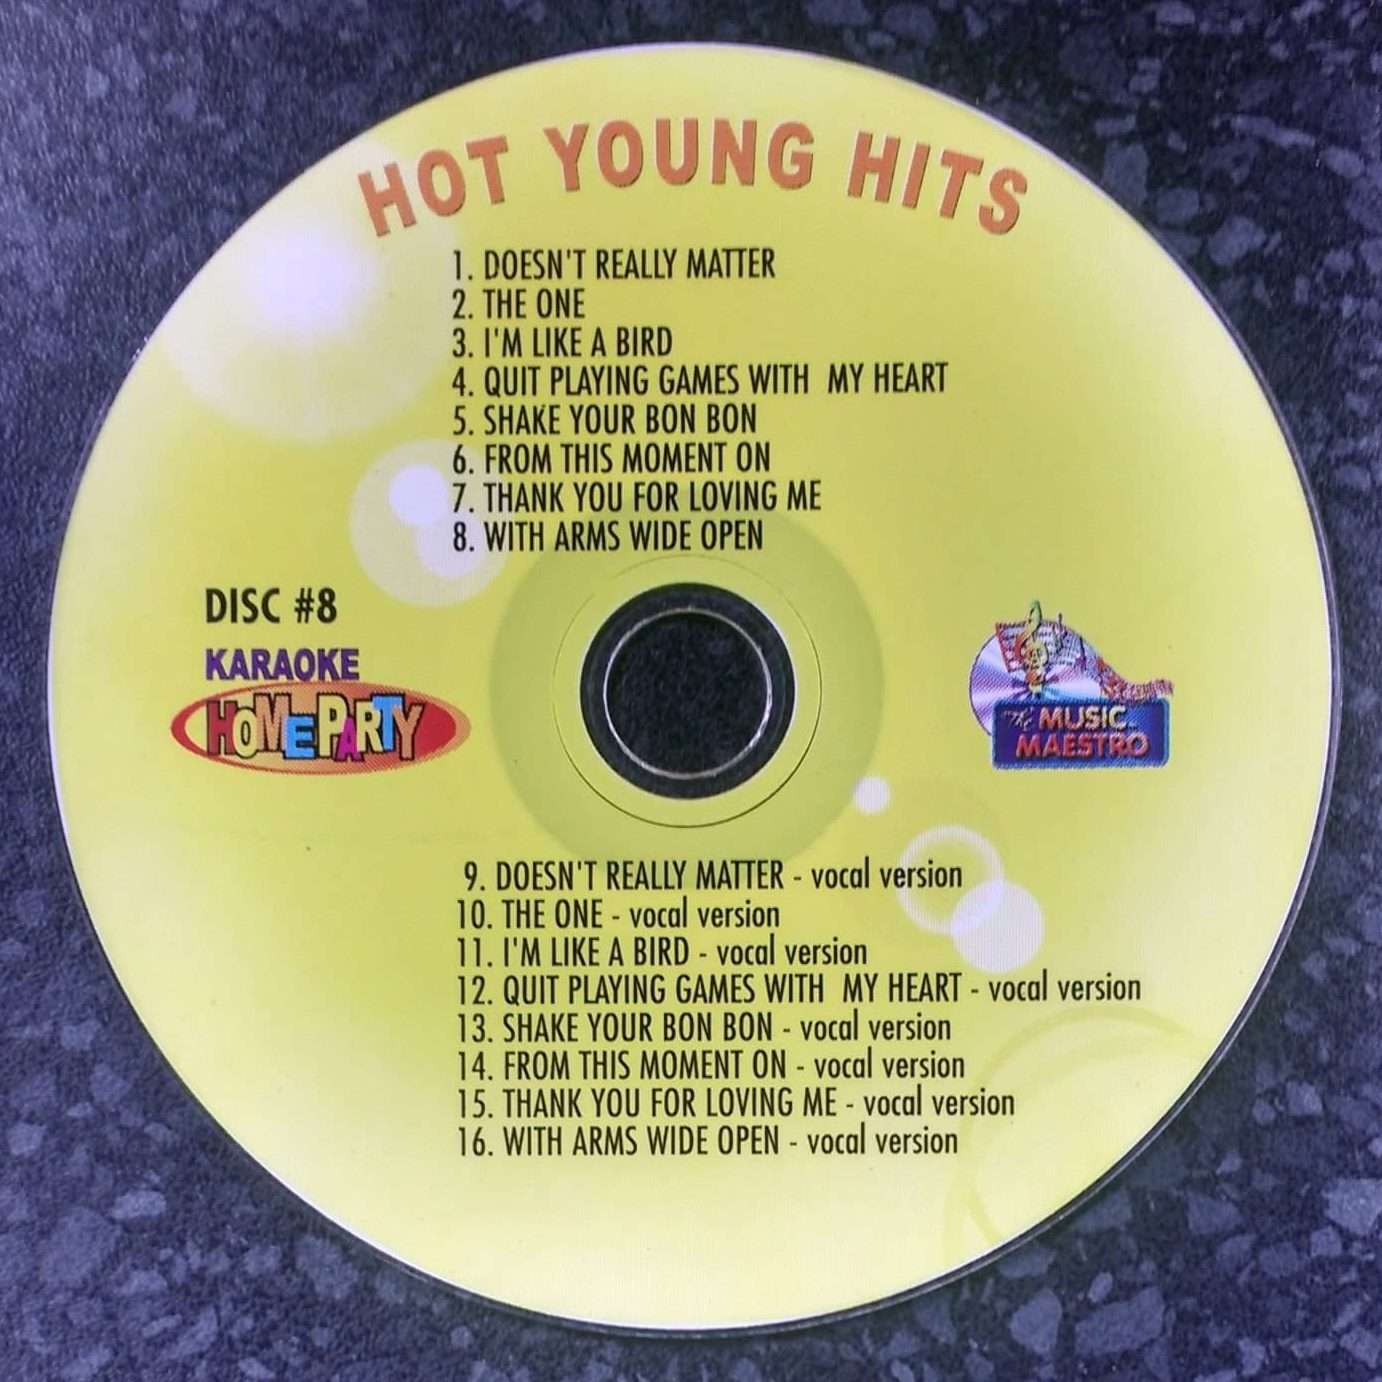 HOT YOUNG HITS
1. DOESN'T REALLY MATTER
2. THE ONE
3. I'M LIKE A BIRD
4. QUIT PLAYING GAMES WITH  MY HEART
5. SHAKE YOUR BON BON
6. FROM THIS MOMENT ON
7. THANK YOU FOR LOVING ME
8. WITH ARMS WIDE OPEN
DISC #8
KARAOKE
HOME PARTY
The MUSIC
MAESTRO
9. DOESN'T REALLY MATTER - vocal version
10. THE ONE - vocal version
11. I'M LIKE A BIRD - vocal version
12. QUIT PLAYING GAMES WITH  MY HEART - vocal version
13. SHAKE YOUR BON BON - vocal version
14. FROM THIS MOMENT ON - vocal version
15. THANK YOU FOR LOVING ME - vocal version
16. WITH ARMS WIDE OPEN - vocal version